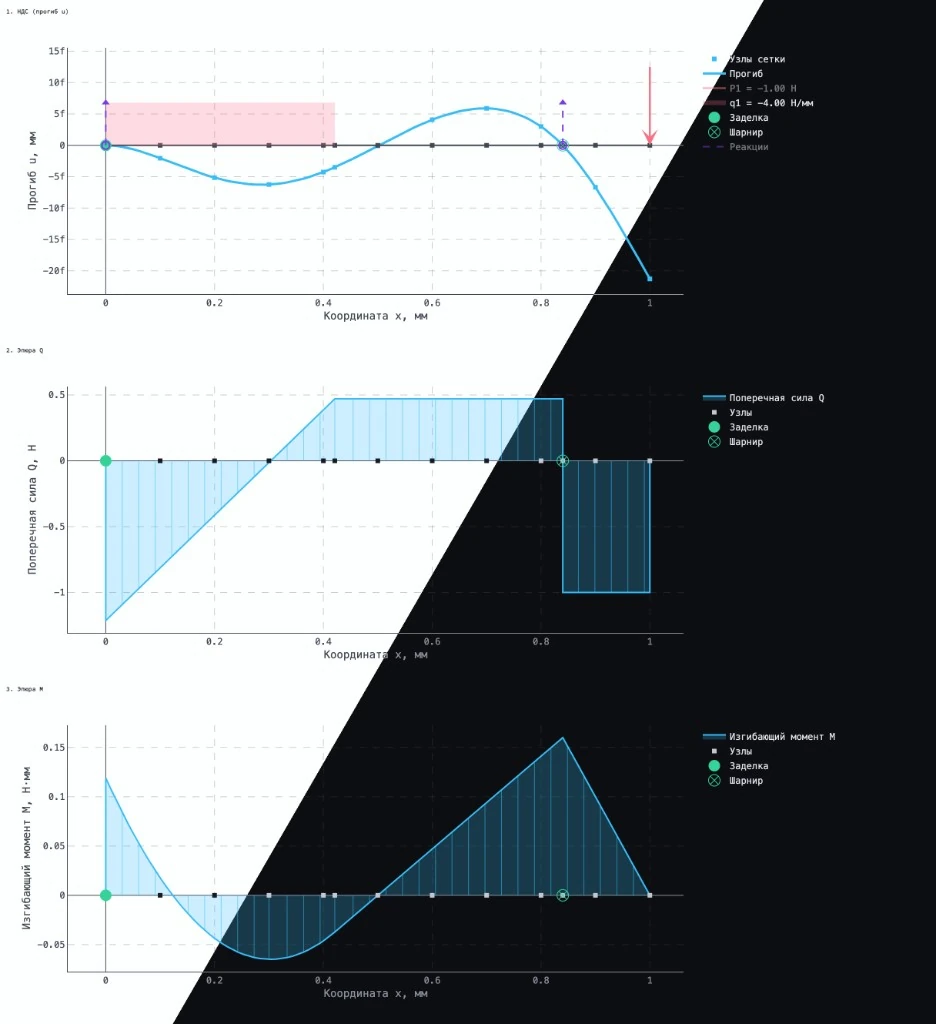 1. НДС (прогиб u)
15f
10f
5f
0
−5f
−10f
−15f
−20f
Прогиб u, мм
0 0.2 0.4 0.6 0.8 1
Координата x, мм
Узлы сетки
Прогиб
P1 = −1.00 Н
q1 = −4.00 Н/мм
Заделка
Шарнир
Реакции
2. Эпюра Q
0.5
0
−0.5
−1
Поперечная сила Q, Н
0 0.2 0.4 0.6 0.8 1
Координата x, мм
Поперечная сила Q
Узлы
Заделка
Шарнир
3. Эпюра M
0.15
0.1
0.05
0
−0.05
Изгибающий момент M, Н·мм
0 0.2 0.4 0.6 0.8 1
Координата x, мм
Изгибающий момент M
Узлы
Заделка
Шарнир